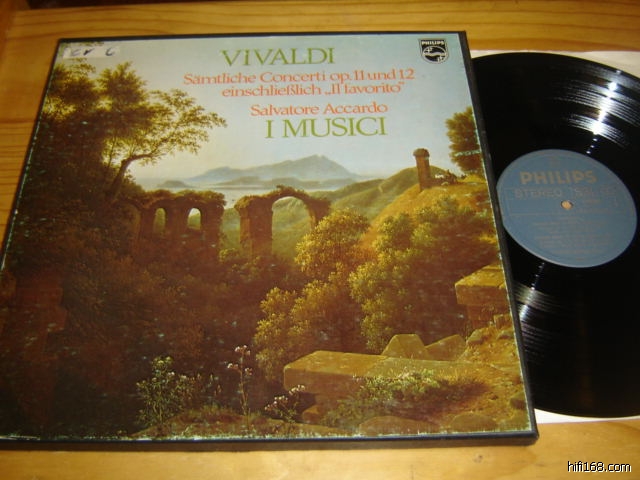 VIVALDI
Sämtliche Concerti op.11 und 12
einschließlich „Il favorito"
Salvatore Accardo
I MUSICI
PHILIPS
PHILIPS
STEREO
hifi168.com